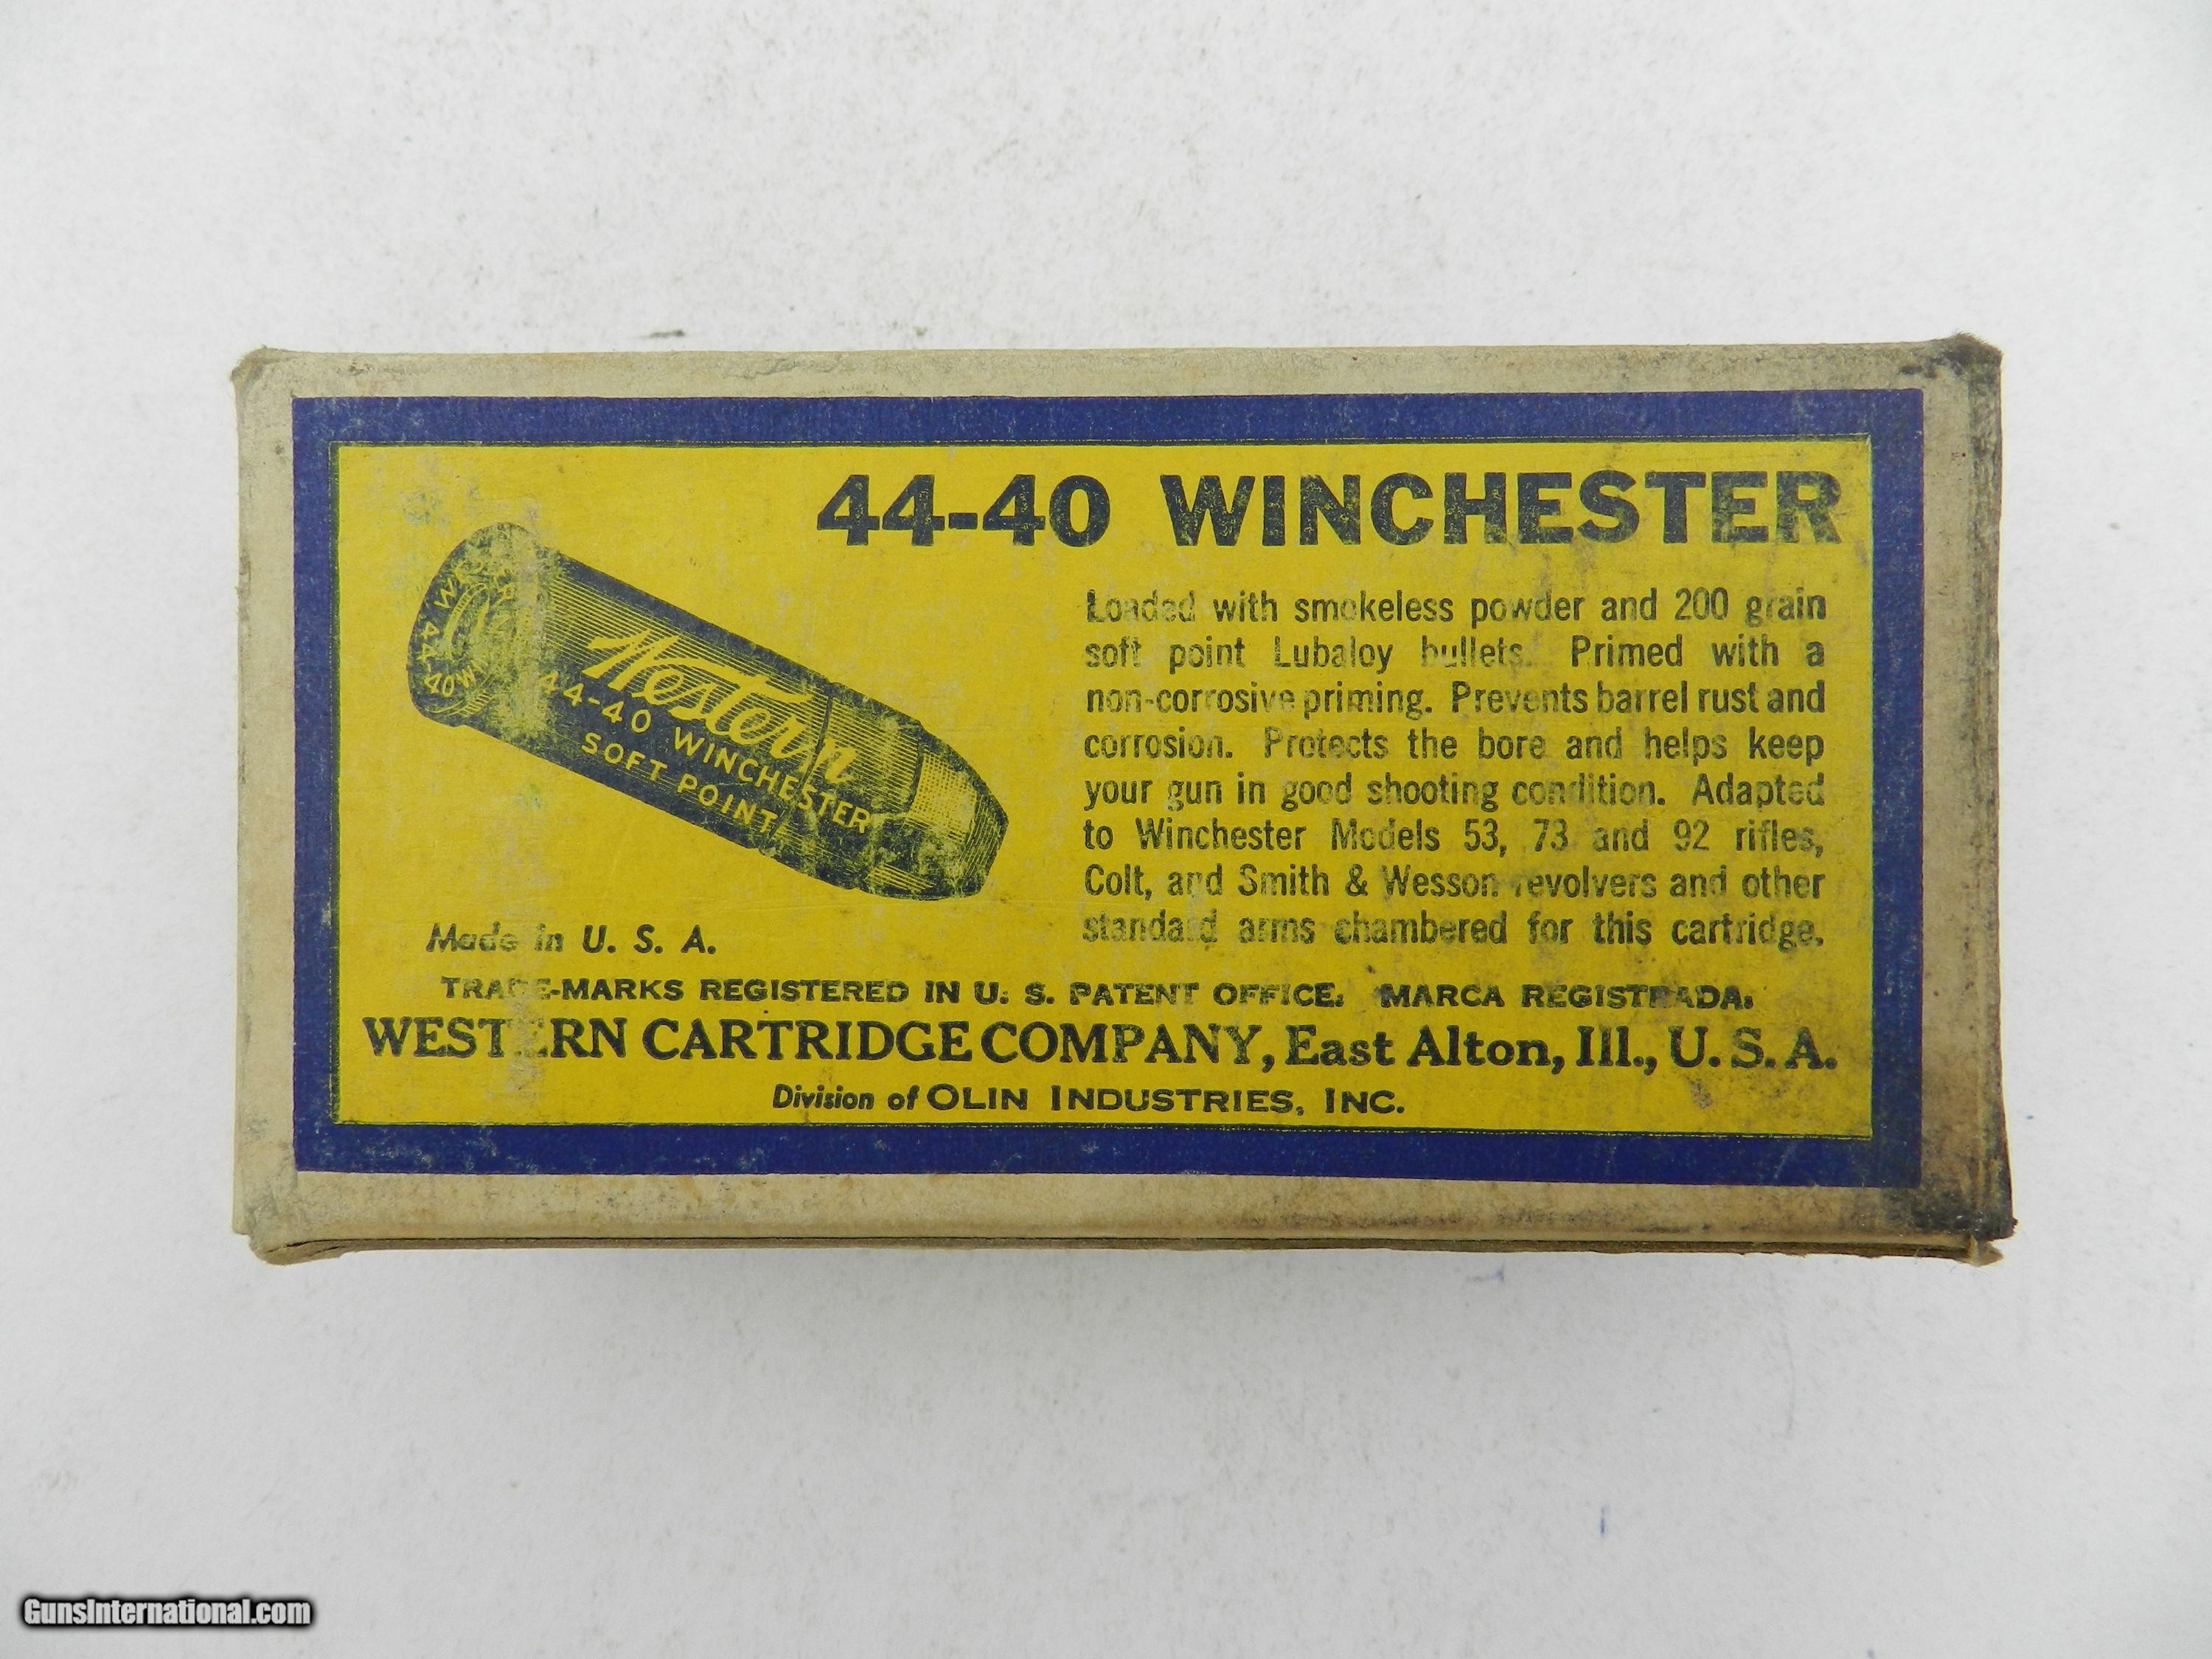 44-40 WINCHESTER
Loaded with smokeless powder and 200 grain
soft point Lubaloy bullets. Primed with a
non-corrosive priming. Prevents barrel rust and
corrosion. Protects the bore and helps keep
your gun in good shooting condition. Adapted
to Winchester Models 53, 73 and 92 rifles,
Colt, and Smith & Wesson revolvers and other
standard arms chambered for this cartridge.
Western
44-40 WINCHESTER
SOFT POINT
44-40 W
Made in U. S. A.
TRADE-MARKS REGISTERED IN U. S. PATENT OFFICE. MARCA REGISTRADA.
WESTERN CARTRIDGE COMPANY, East Alton, Ill., U. S. A.
Division of OLIN INDUSTRIES, INC.
GunsInternational.com